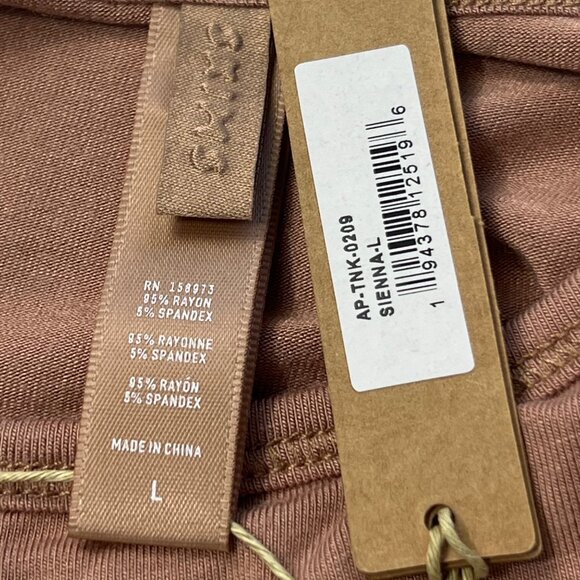 SKIMS
RN 158973
95% RAYON
5% SPANDEX
95% RAYONNE
5% SPANDEX
95% RAYÓN
5% SPANDEX
MADE IN CHINA
L
AP-TNK-0209
SIENNA-L
1 94378 12519 6